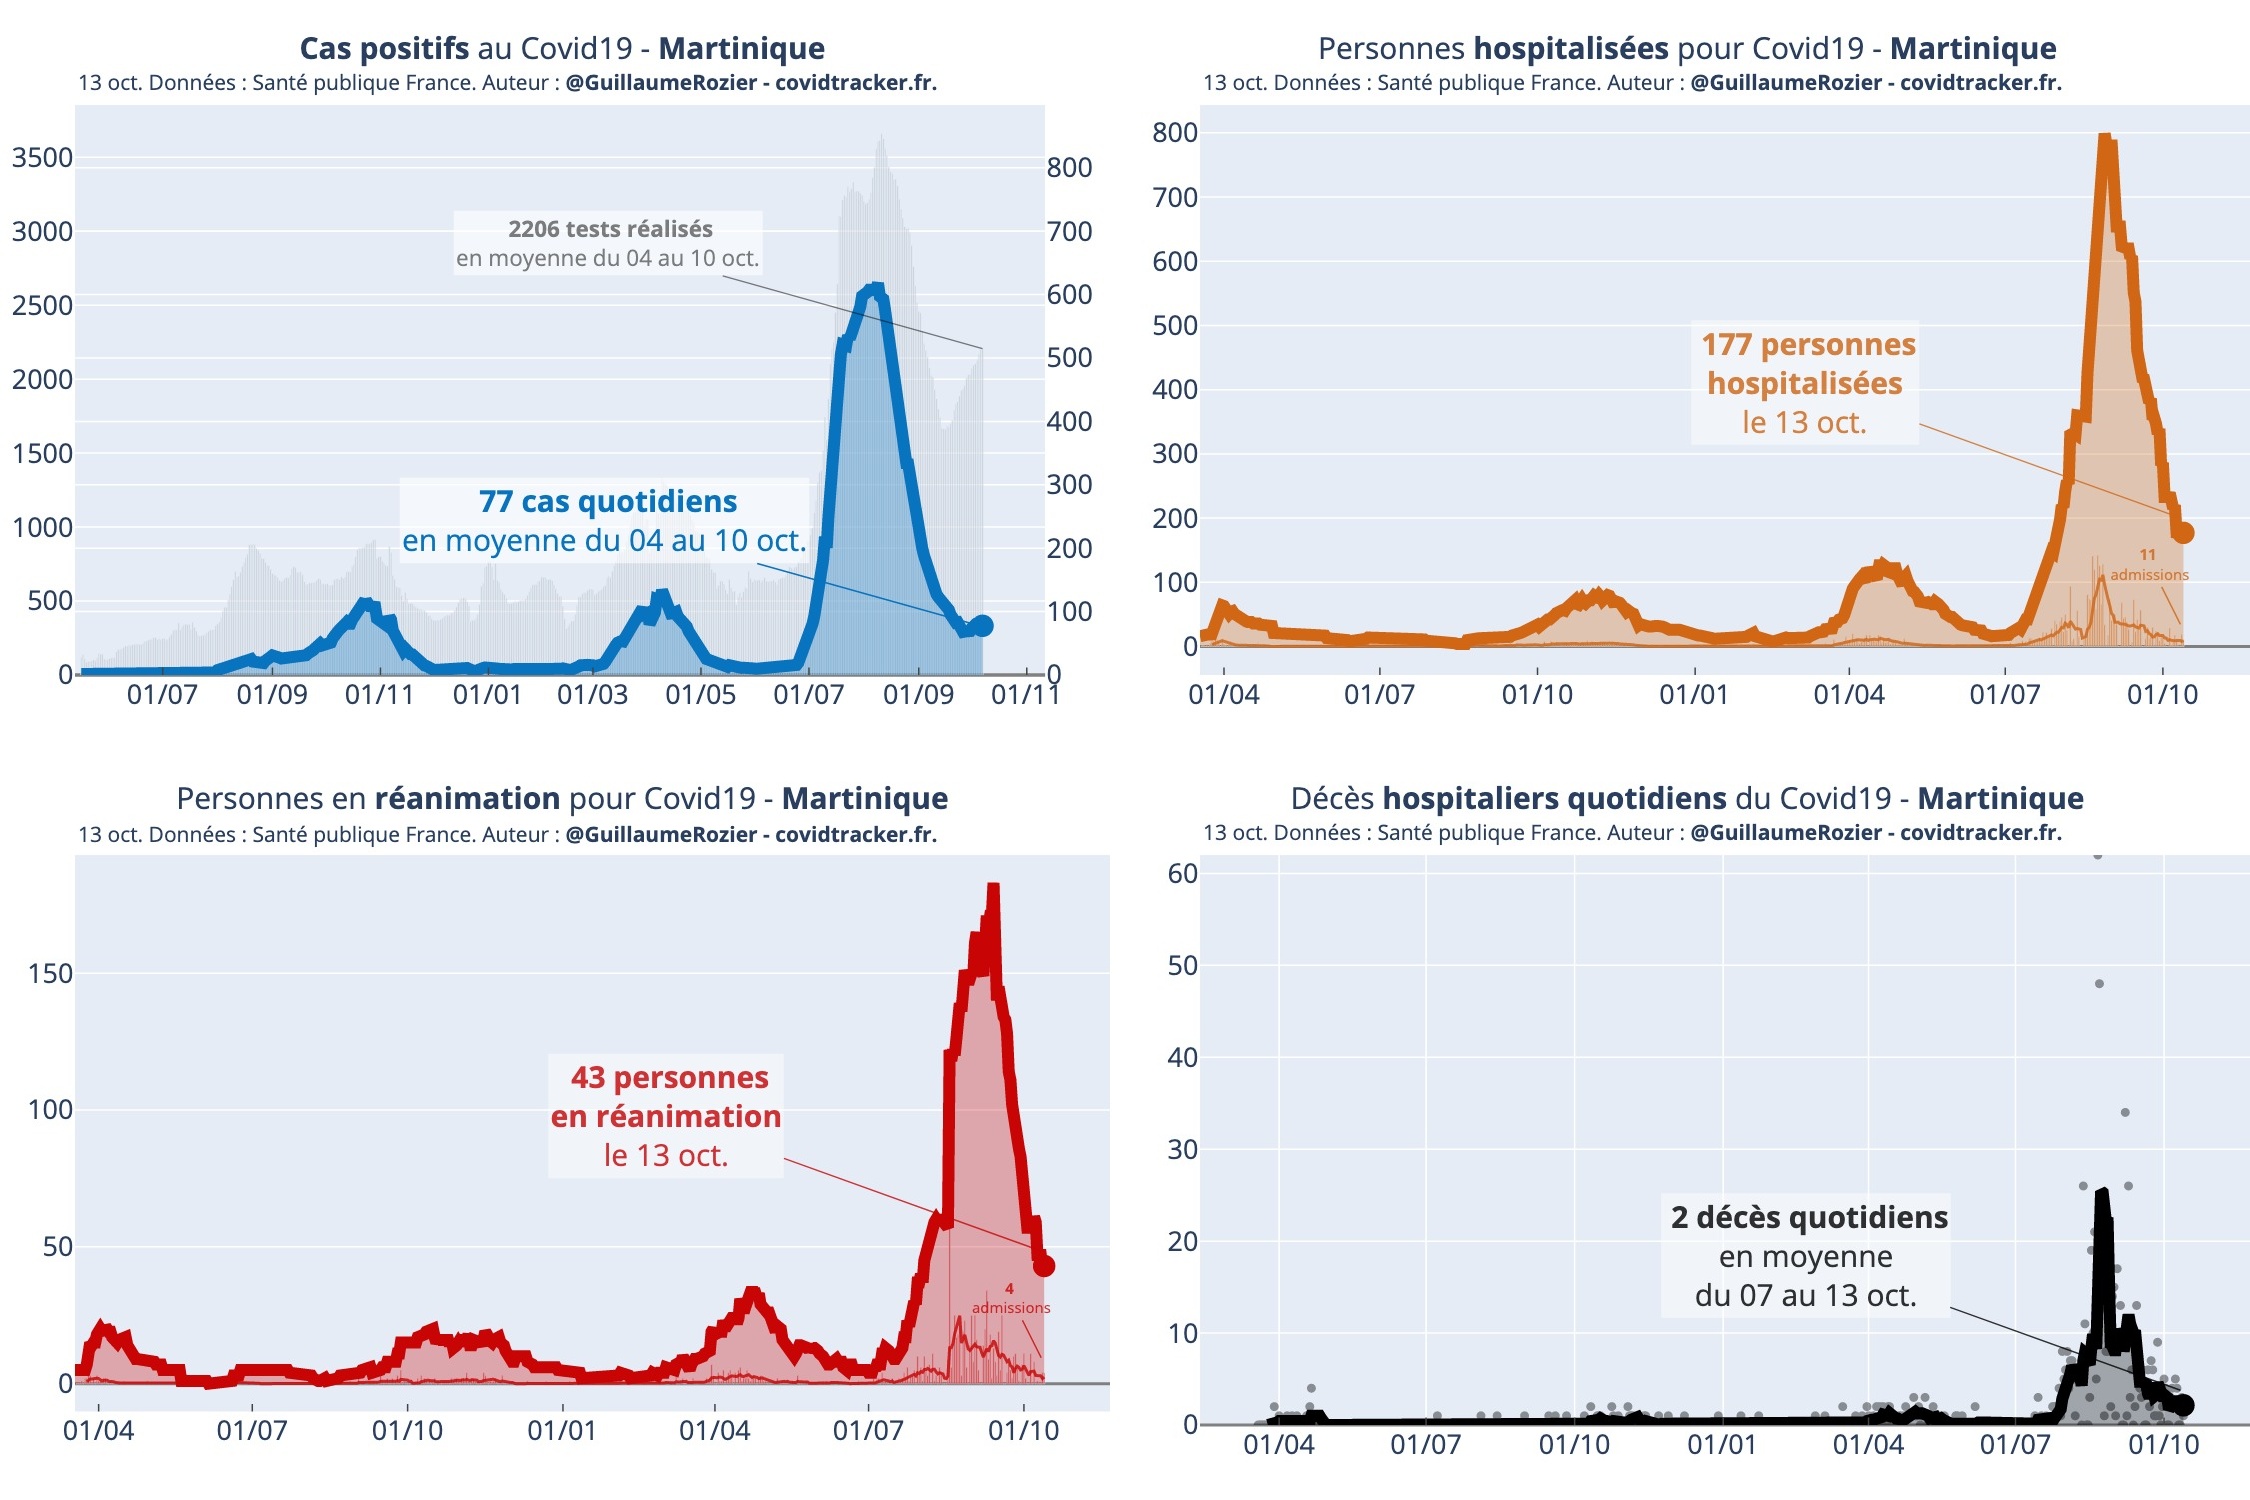 Cas positifs au Covid19 - Martinique
13 oct. Données : Santé publique France. Auteur : @GuillaumeRozier - covidtracker.fr.
3500
3000
2500
2000
1500
1000
500
0
800
700
600
500
400
300
200
100
0
2206 tests réalisés
en moyenne du 04 au 10 oct.
77 cas quotidiens
en moyenne du 04 au 10 oct.
01/07 01/09 01/11 01/01 01/03 01/05 01/07 01/09 01/11
Personnes hospitalisées pour Covid19 - Martinique
13 oct. Données : Santé publique France. Auteur : @GuillaumeRozier - covidtracker.fr.
800
700
600
500
400
300
200
100
0
177 personnes
hospitalisées
le 13 oct.
11
admissions
01/04 01/07 01/10 01/01 01/04 01/07 01/10
Personnes en réanimation pour Covid19 - Martinique
13 oct. Données : Santé publique France. Auteur : @GuillaumeRozier - covidtracker.fr.
150
100
50
0
43 personnes
en réanimation
le 13 oct.
4
admissions
01/04 01/07 01/10 01/01 01/04 01/07 01/10
Décès hospitaliers quotidiens du Covid19 - Martinique
13 oct. Données : Santé publique France. Auteur : @GuillaumeRozier - covidtracker.fr.
60
50
40
30
20
10
0
2 décès quotidiens
en moyenne
du 07 au 13 oct.
01/04 01/07 01/10 01/01 01/04 01/07 01/10